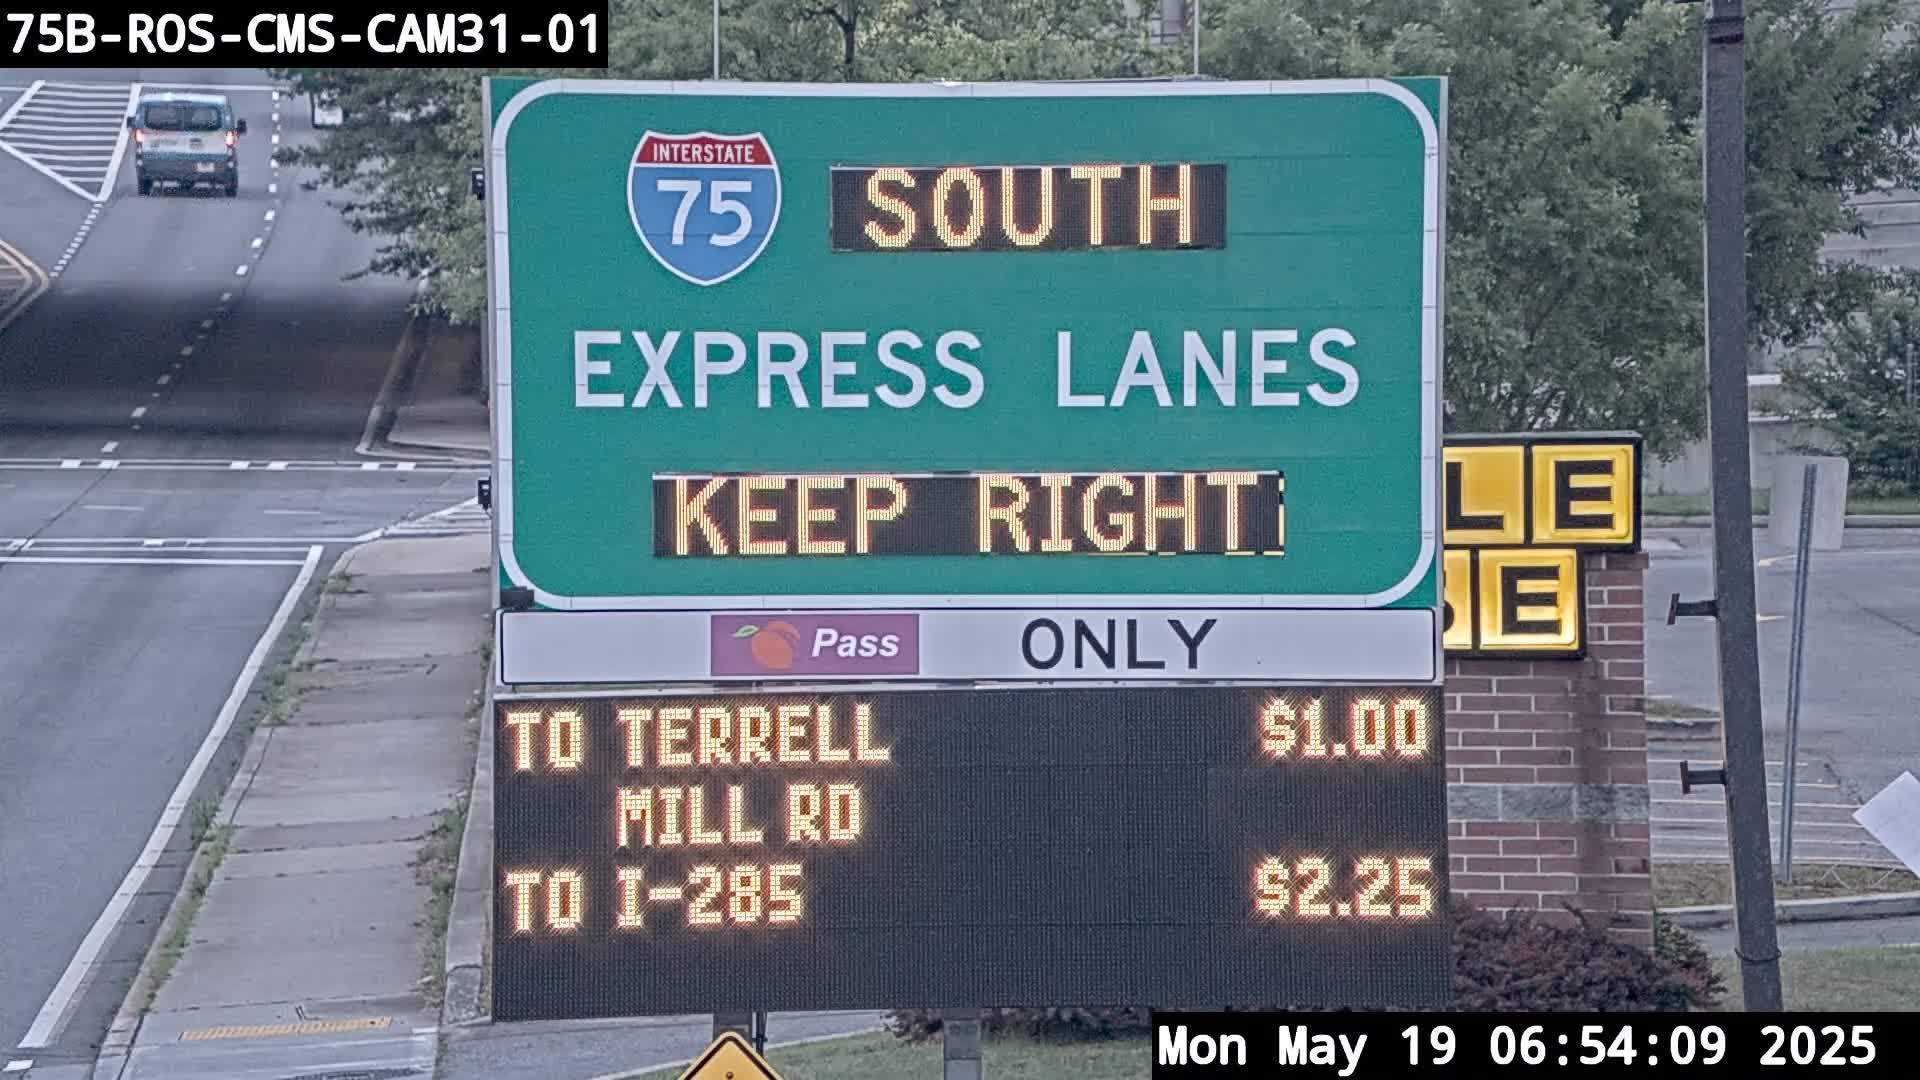 75B-ROS-CMS-CAM31-01
INTERSTATE
75
SOUTH
EXPRESS LANES
KEEP RIGHT
Pass ONLY
TO TERRELL $1.00
MILL RD
TO I-285 $2.25
LE
E
Mon May 19 06:54:09 2025